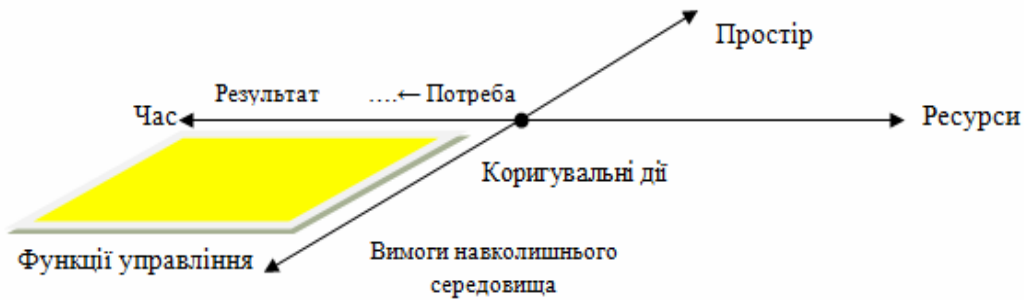 Простір
Результат ....← Потреба
Час
Ресурси
Коригувальні дії
Функції управління
Вимоги навколишнього
середовища